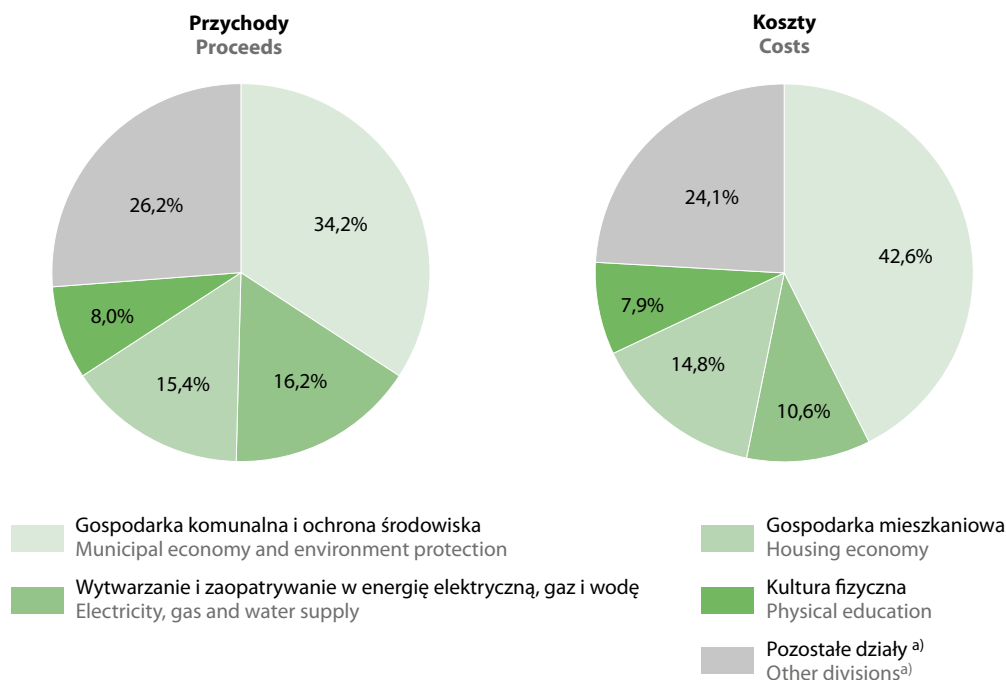 Przychody
Proceeds
26,2%
34,2%
8,0%
15,4%
16,2%
Koszty
Costs
24,1%
42,6%
7,9%
14,8%
10,6%
Gospodarka komunalna i ochrona środowiska
Municipal economy and environment protection
Wytwarzanie i zaopatrywanie w energię elektryczną, gaz i wodę
Electricity, gas and water supply
Gospodarka mieszkaniowa
Housing economy
Kultura fizyczna
Physical education
Pozostałe działy a)
Other divisionsa)